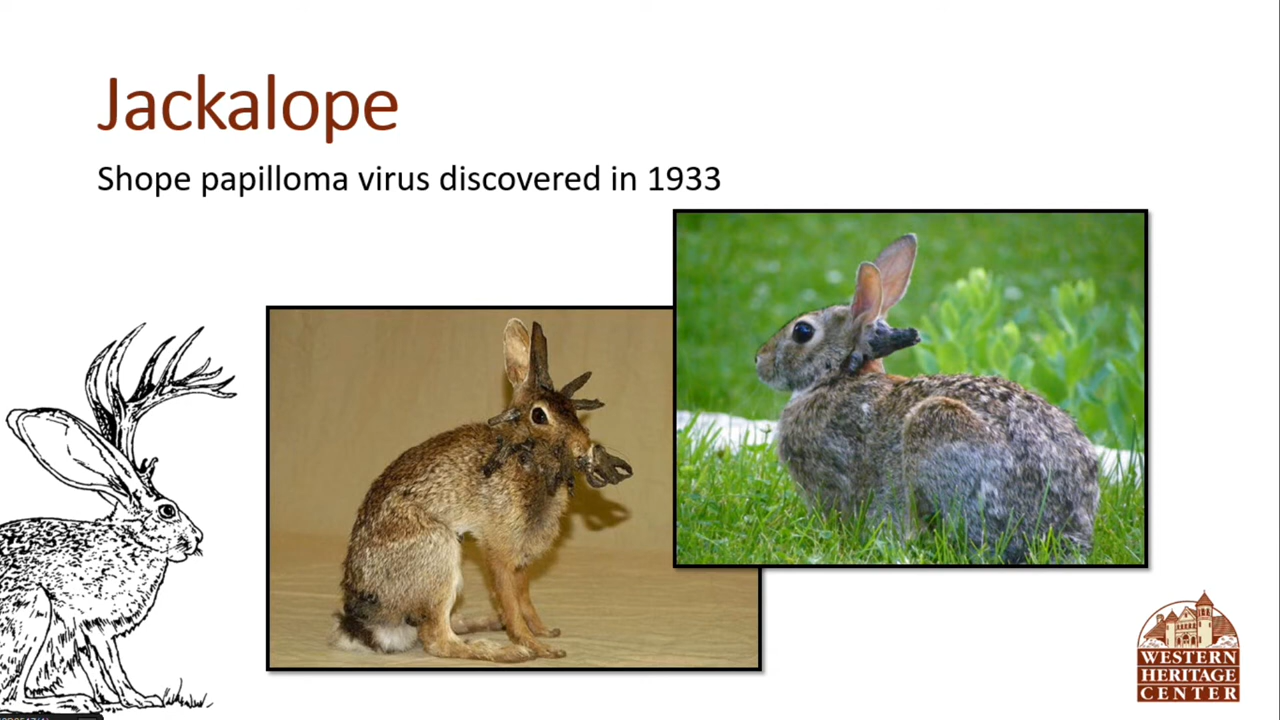 Jackalope
Shope papilloma virus discovered in 1933
WESTERN
HERITAGE
CENTER